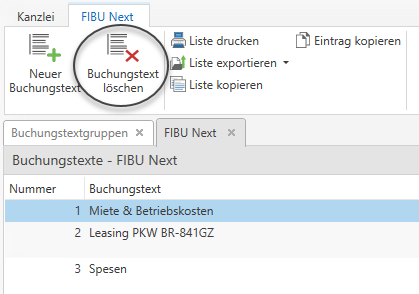 Kanzlei FIBU Next
Neuer Buchungstext
Buchungstext löschen
Liste drucken
Liste exportieren
Liste kopieren
Eintrag kopieren
Buchungstextgruppen × FIBU Next ×
Buchungstexte - FIBU Next
Nummer Buchungstext
1 Miete & Betriebskosten
2 Leasing PKW BR-841GZ
3 Spesen